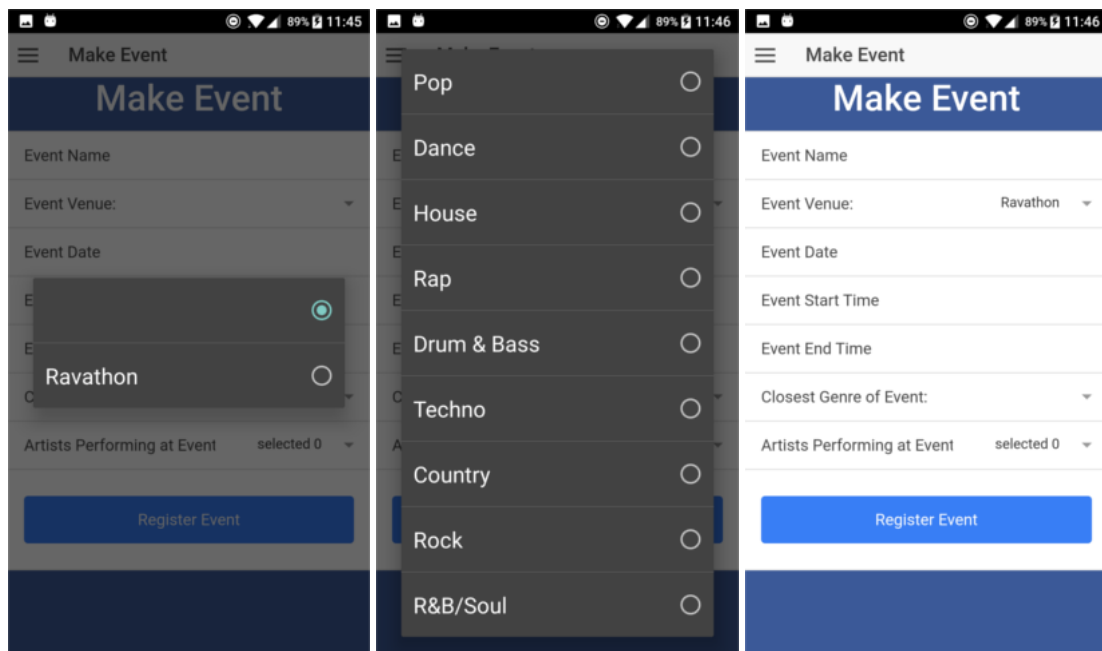 89% 11:45
Make Event
Make Event
Event Name
Event Venue:
Event Date
E
E
Ravathon
C
Artists Performing at Event selected 0
Register Event
89% 11:46
Pop
Dance
House
Rap
Drum & Bass
Techno
Country
Rock
R&B/Soul
E
E
E
E
E
C
A
89% 11:46
Make Event
Make Event
Event Name
Event Venue: Ravathon
Event Date
Event Start Time
Event End Time
Closest Genre of Event:
Artists Performing at Event selected 0
Register Event